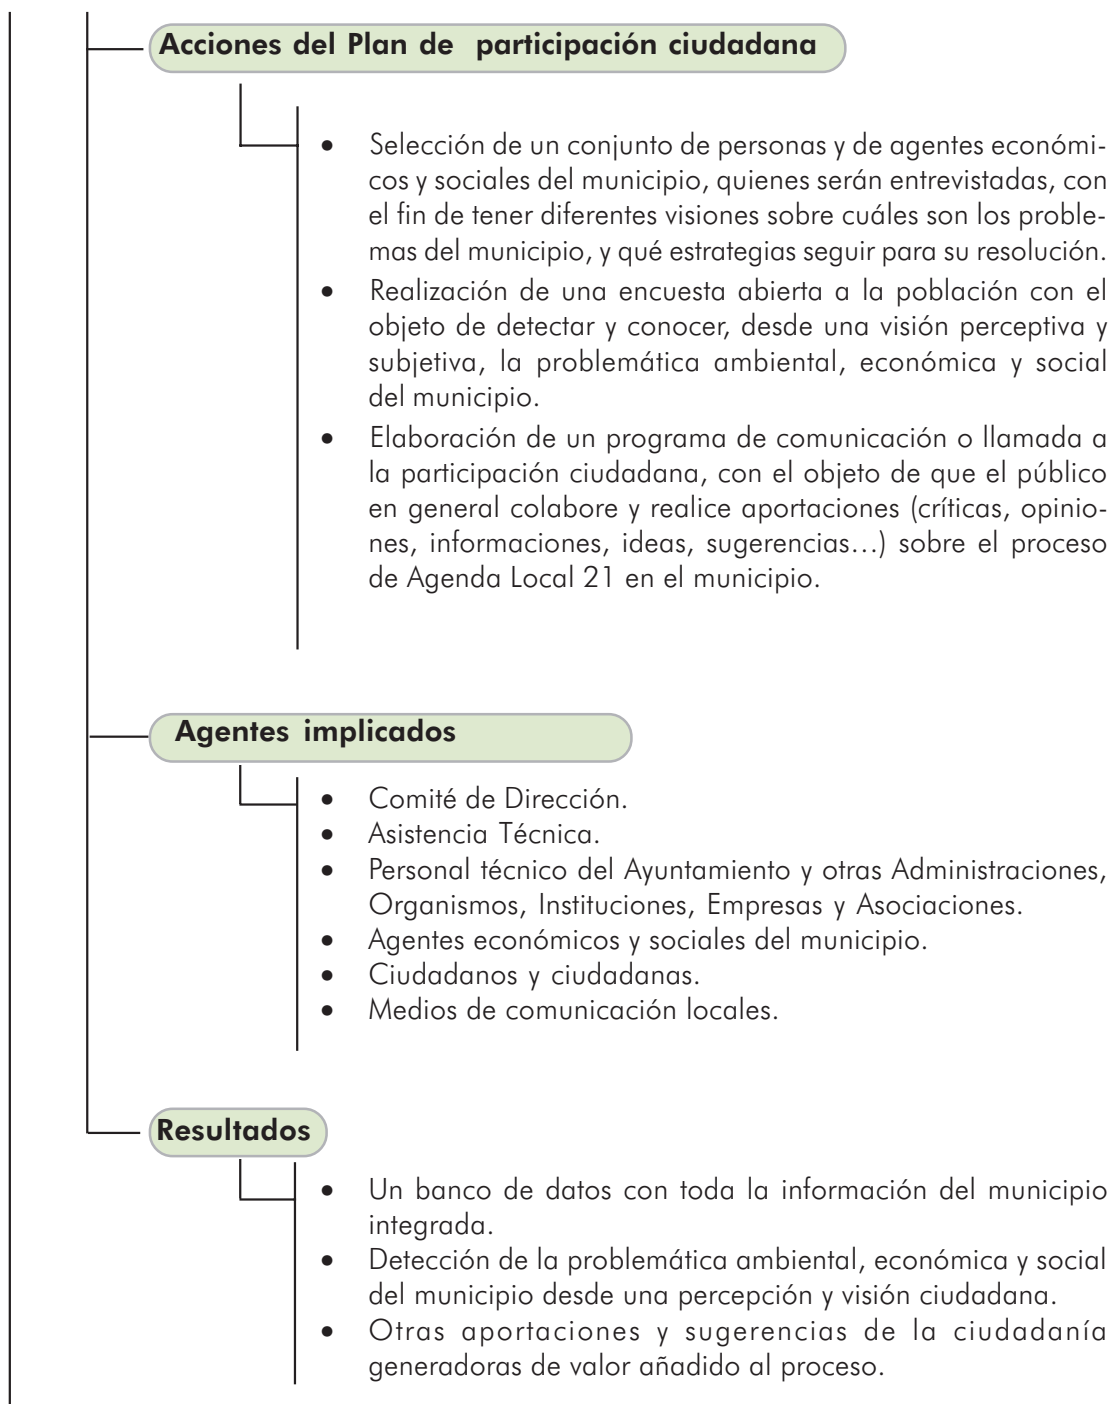 Acciones del Plan de participación ciudadana
• Selección de un conjunto de personas y de agentes económi-
cos y sociales del municipio, quienes serán entrevistadas, con
el fin de tener diferentes visiones sobre cuáles son los proble-
mas del municipio, y qué estrategias seguir para su resolución.
• Realización de una encuesta abierta a la población con el
objeto de detectar y conocer, desde una visión perceptiva y
subjetiva, la problemática ambiental, económica y social
del municipio.
• Elaboración de un programa de comunicación o llamada a
la participación ciudadana, con el objeto de que el público
en general colabore y realice aportaciones (críticas, opinio-
nes, informaciones, ideas, sugerencias...) sobre el proceso
de Agenda Local 21 en el municipio.
Agentes implicados
• Comité de Dirección.
• Asistencia Técnica.
• Personal técnico del Ayuntamiento y otras Administraciones,
Organismos, Instituciones, Empresas y Asociaciones.
• Agentes económicos y sociales del municipio.
• Ciudadanos y ciudadanas.
• Medios de comunicación locales.
Resultados
• Un banco de datos con toda la información del municipio
integrada.
• Detección de la problemática ambiental, económica y social
del municipio desde una percepción y visión ciudadana.
• Otras aportaciones y sugerencias de la ciudadanía
generadoras de valor añadido al proceso.